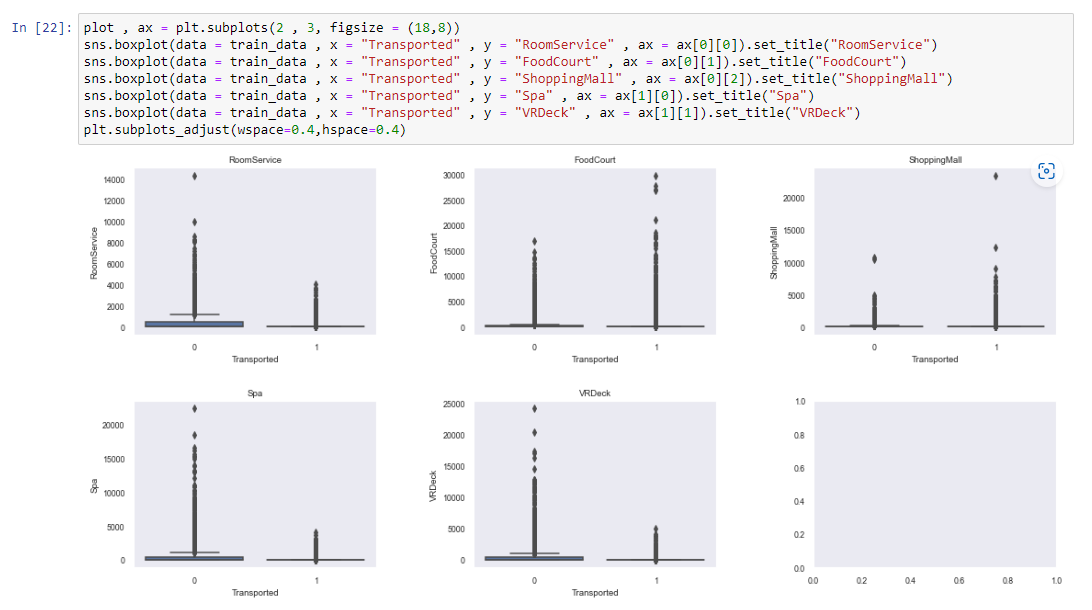 In [22]: plot , ax = plt.subplots(2 , 3, figsize = (18,8))
sns.boxplot(data = train_data , x = "Transported" , y = "RoomService" , ax = ax[0][0]).set_title("RoomService")
sns.boxplot(data = train_data , x = "Transported" , y = "FoodCourt" , ax = ax[0][1]).set_title("FoodCourt")
sns.boxplot(data = train_data , x = "Transported" , y = "ShoppingMall" , ax = ax[0][2]).set_title("ShoppingMall")
sns.boxplot(data = train_data , x = "Transported" , y = "Spa" , ax = ax[1][0]).set_title("Spa")
sns.boxplot(data = train_data , x = "Transported" , y = "VRDeck" , ax = ax[1][1]).set_title("VRDeck")
plt.subplots_adjust(wspace=0.4,hspace=0.4)
RoomService
14000
12000
10000
8000
6000
4000
2000
0
RoomService
0 1
Transported
FoodCourt
30000
25000
20000
15000
10000
5000
0
FoodCourt
0 1
Transported
ShoppingMall
20000
15000
10000
5000
0
ShoppingMall
0 1
Transported
Spa
20000
15000
10000
5000
0
Spa
0 1
Transported
VRDeck
25000
20000
15000
10000
5000
0
VRDeck
0 1
Transported
1.0
0.8
0.6
0.4
0.2
0.0
0.0 0.2 0.4 0.6 0.8 1.0